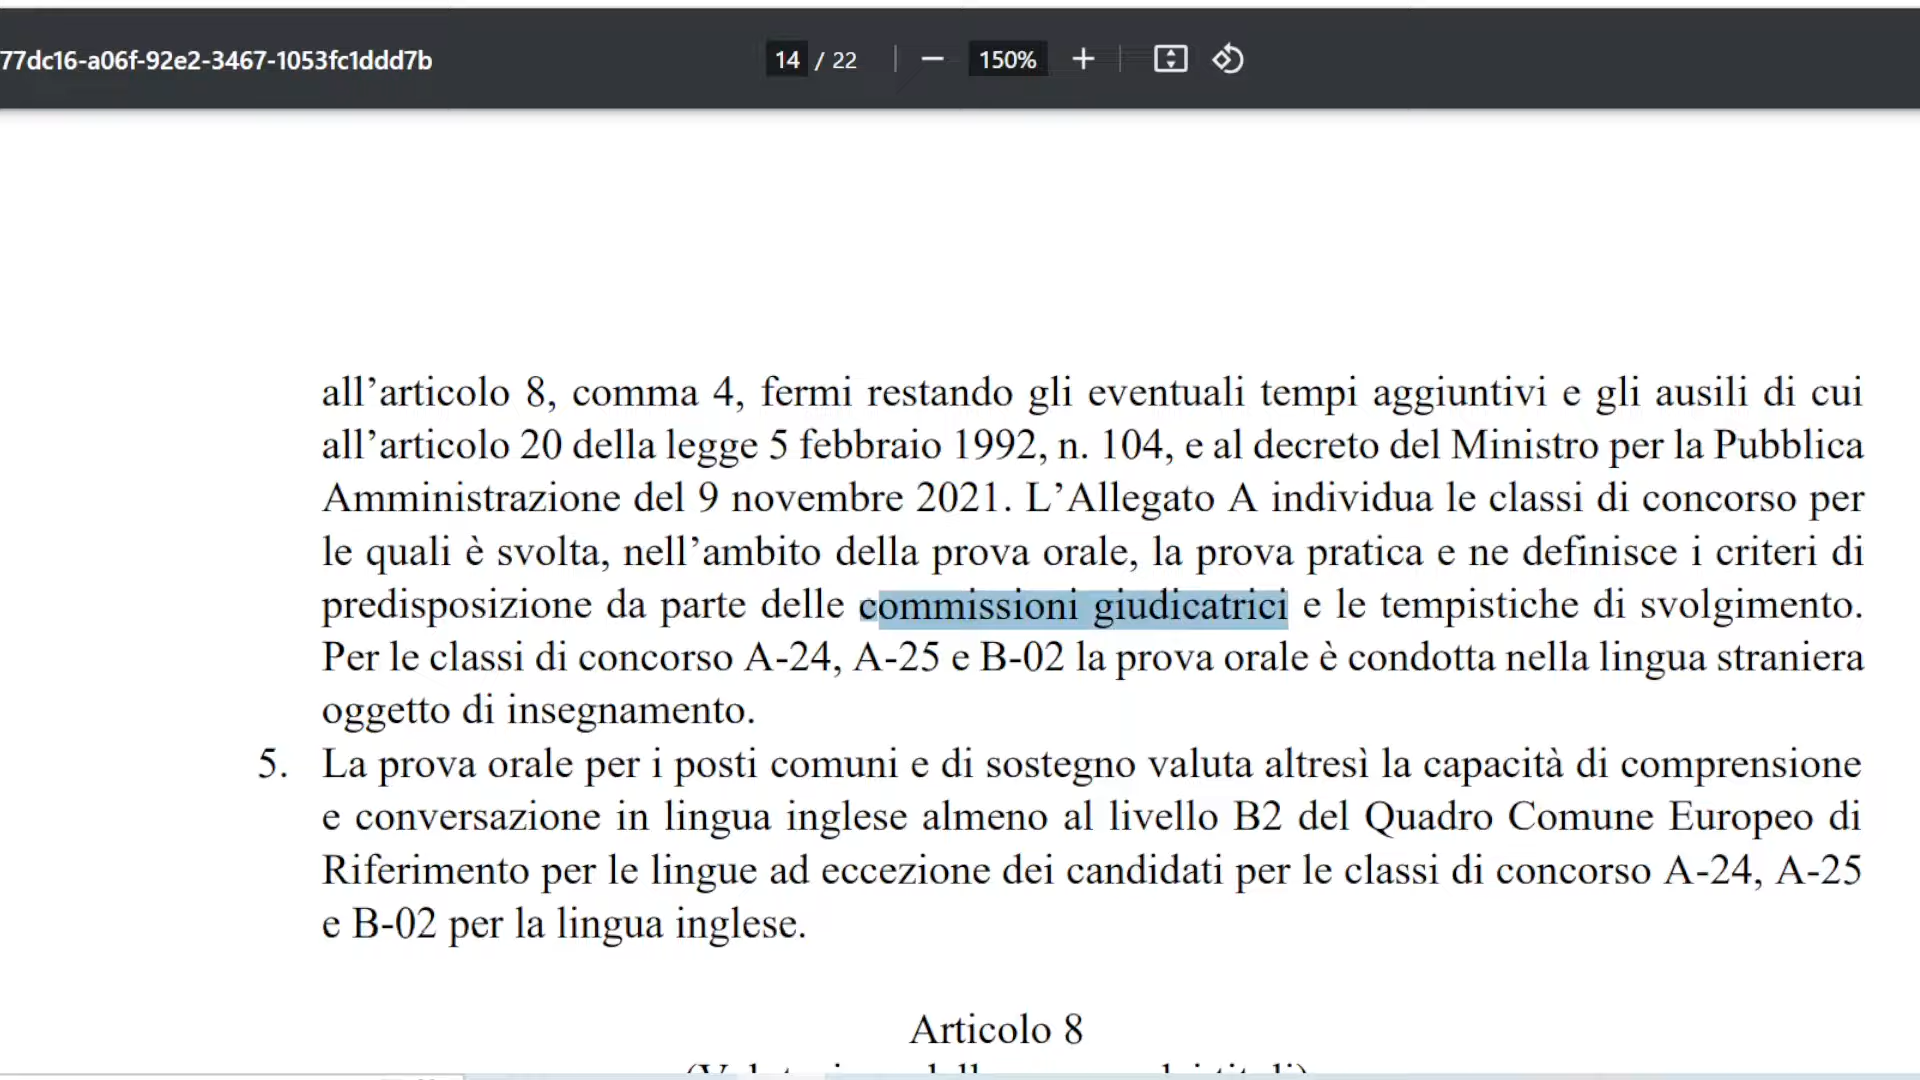 77dc16-a06f-92e2-3467-1053fc1ddd7b 14 / 22 150%
all’articolo 8, comma 4, fermi restando gli eventuali tempi aggiuntivi e gli ausili di cui
all’articolo 20 della legge 5 febbraio 1992, n. 104, e al decreto del Ministro per la Pubblica
Amministrazione del 9 novembre 2021. L’Allegato A individua le classi di concorso per
le quali è svolta, nell’ambito della prova orale, la prova pratica e ne definisce i criteri di
predisposizione da parte delle commissioni giudicatrici e le tempistiche di svolgimento.
Per le classi di concorso A-24, A-25 e B-02 la prova orale è condotta nella lingua straniera
oggetto di insegnamento.
5. La prova orale per i posti comuni e di sostegno valuta altresì la capacità di comprensione
e conversazione in lingua inglese almeno al livello B2 del Quadro Comune Europeo di
Riferimento per le lingue ad eccezione dei candidati per le classi di concorso A-24, A-25
e B-02 per la lingua inglese.
Articolo 8